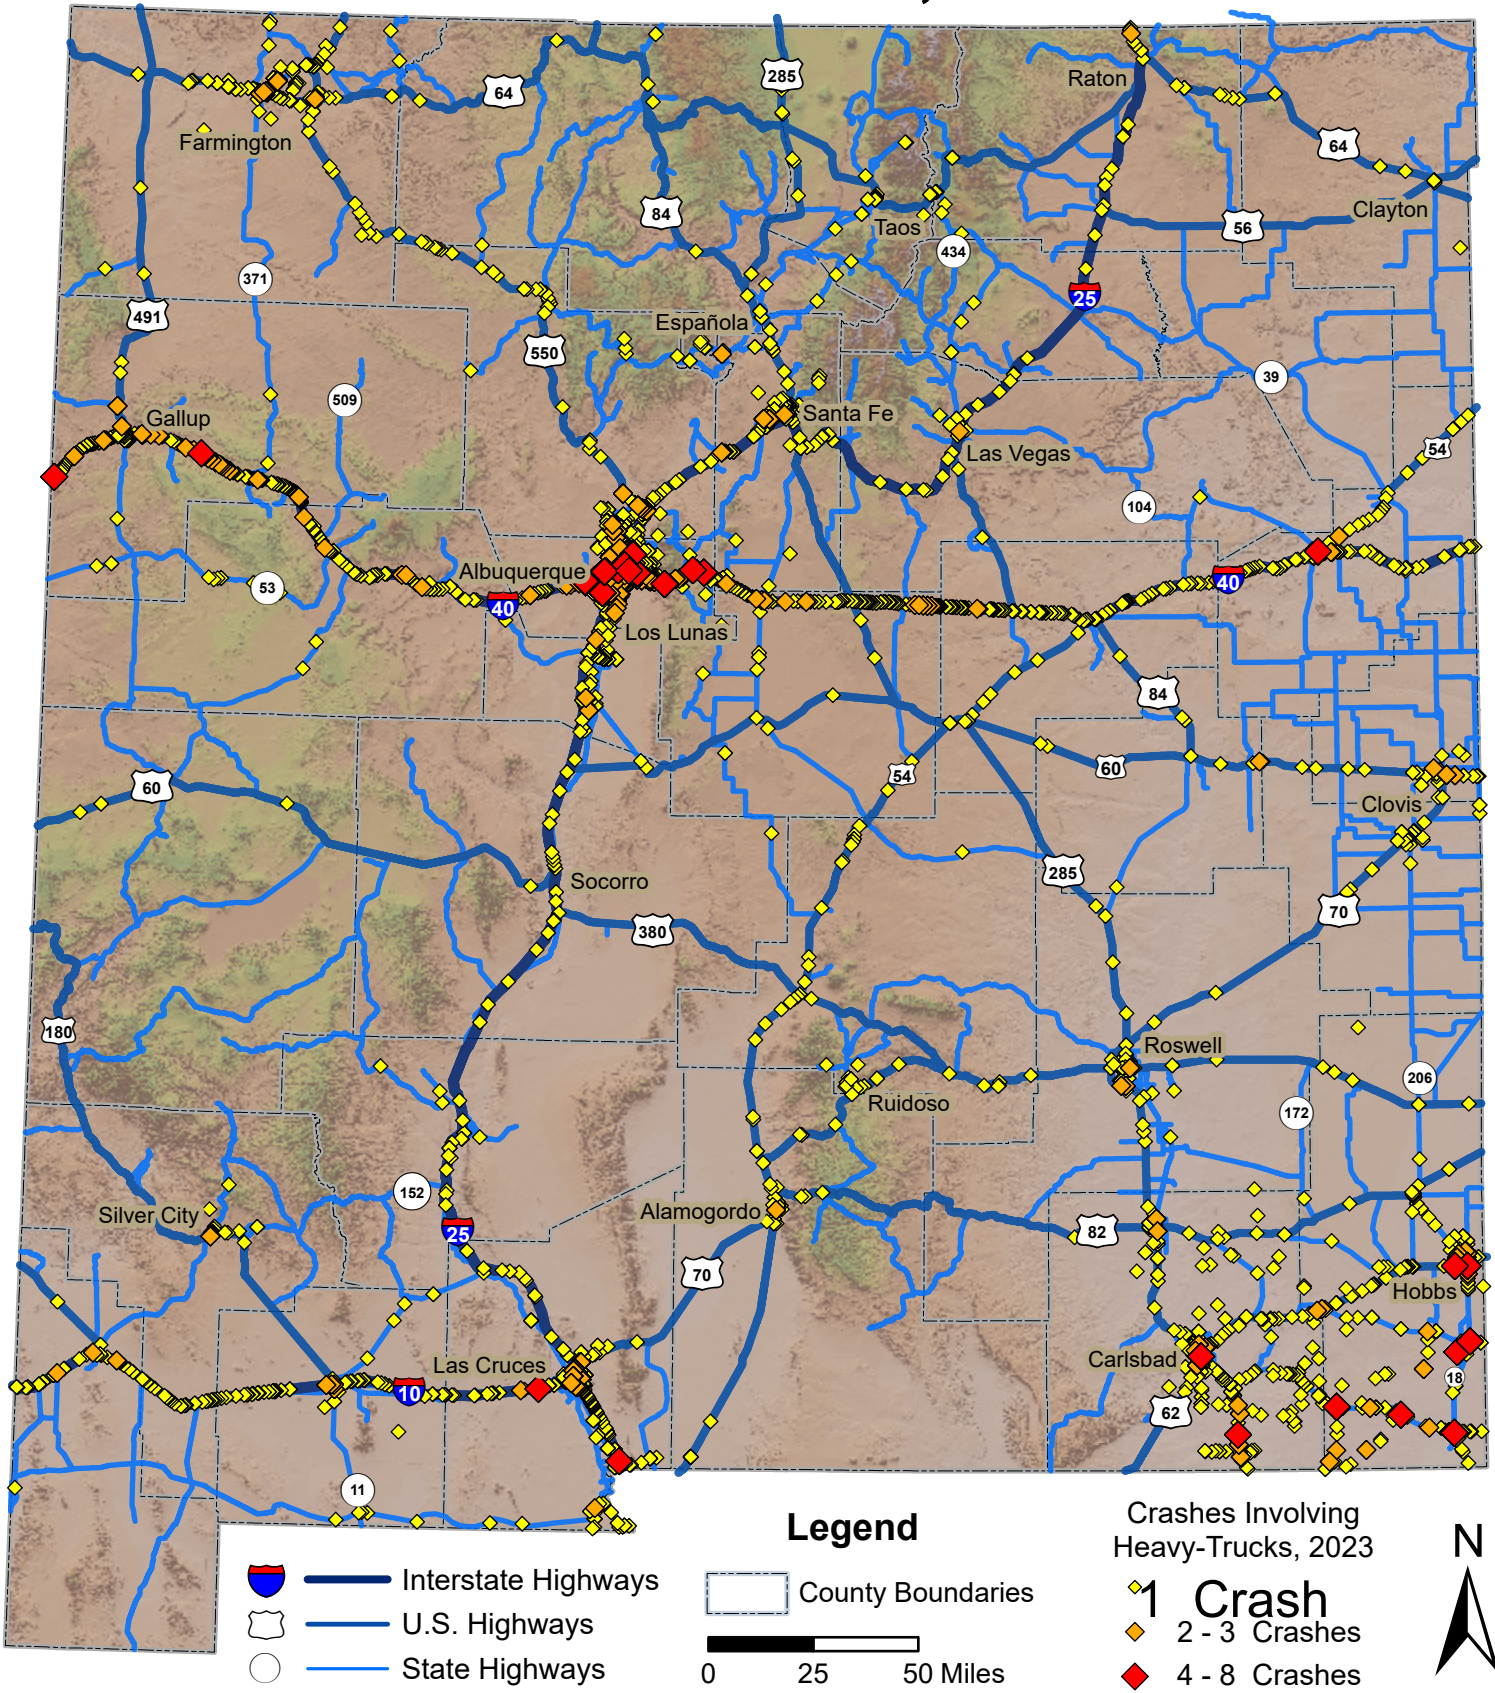 285
Raton
64
64
Farmington
84
Taos
56
Clayton
434
371
25
491
Española
550
39
509
Gallup
Santa Fe
54
Las Vegas
104
Albuquerque
53
40
40
Los Lunas
84
60
54
60
Clovis
285
Socorro
380
70
180
Roswell
206
Ruidoso
172
152
Silver City
Alamogordo
25
82
70
Hobbs
Las Cruces
Carlsbad
10
18
62
11
Legend
Interstate Highways
U.S. Highways
State Highways
County Boundaries
0 25 50 Miles
Crashes Involving
Heavy-Trucks, 2023
1 Crash
2 - 3 Crashes
4 - 8 Crashes
N